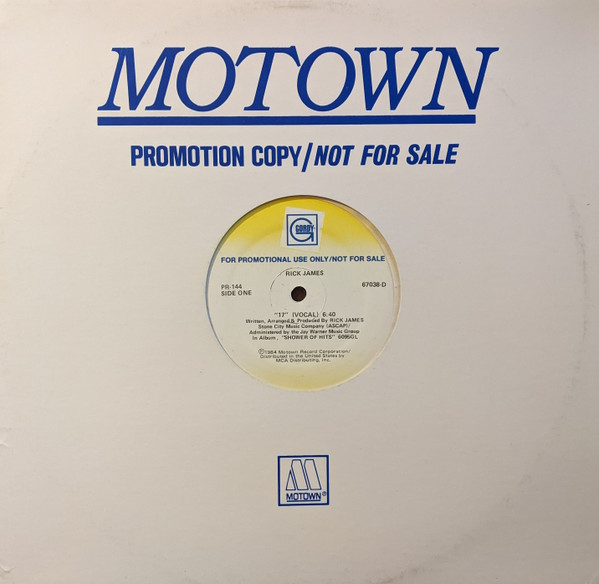 MOTOWN
PROMOTION COPY/NOT FOR SALE
GORDY
G
FOR PROMOTIONAL USE ONLY/NOT FOR SALE
RICK JAMES
PR-144 67038-D
SIDE ONE
"17" (VOCAL) 6.40
Written, Arranged & Produced By RICK JAMES
Stone City Music Company (ASCAP)/
Administered by the Jay Warner Music Group
In Album, "SHOWER OF HITS" 6095GL
Ⓟ1984 Motown Record Corporation/
Distributed in the United States by
MCA Distributing, Inc.
M
MOTOWN®